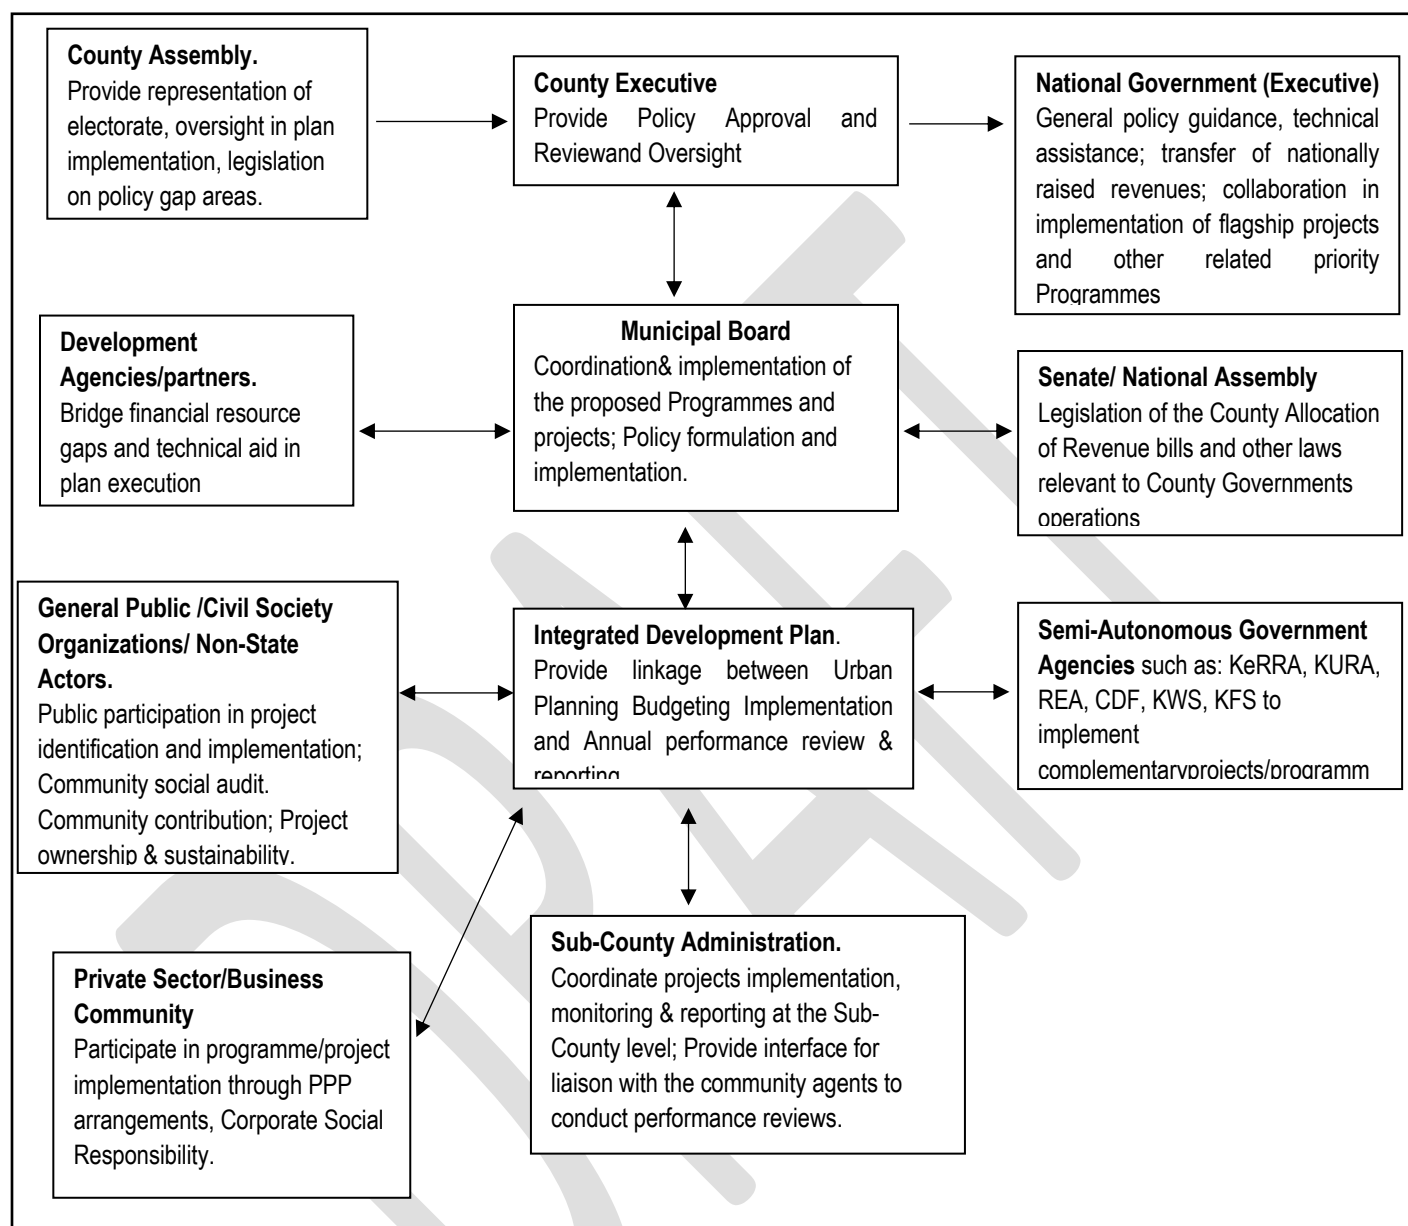 County Assembly.
Provide representation of
electorate, oversight in plan
implementation, legislation
on policy gap areas.
County Executive
Provide Policy Approval and
Reviewand Oversight
National Government (Executive)
General policy guidance, technical
assistance; transfer of nationally
raised revenues; collaboration in
implementation of flagship projects
and other related priority
Programmes
Development
Agencies/partners.
Bridge financial resource
gaps and technical aid in
plan execution
Municipal Board
Coordination& implementation of
the proposed Programmes and
projects; Policy formulation and
implementation.
Senate/ National Assembly
Legislation of the County Allocation
of Revenue bills and other laws
relevant to County Governments
operations
General Public /Civil Society
Organizations/ Non-State
Actors.
Public participation in project
identification and implementation;
Community social audit.
Community contribution; Project
ownership & sustainability.
Integrated Development Plan.
Provide linkage between Urban
Planning Budgeting Implementation
and Annual performance review &
reporting
Semi-Autonomous Government
Agencies such as: KeRRA, KURA,
REA, CDF, KWS, KFS to
implement
complementaryprojects/programm
Private Sector/Business
Community
Participate in programme/project
implementation through PPP
arrangements, Corporate Social
Responsibility.
Sub-County Administration.
Coordinate projects implementation,
monitoring & reporting at the Sub-
County level; Provide interface for
liaison with the community agents to
conduct performance reviews.
DRAFT